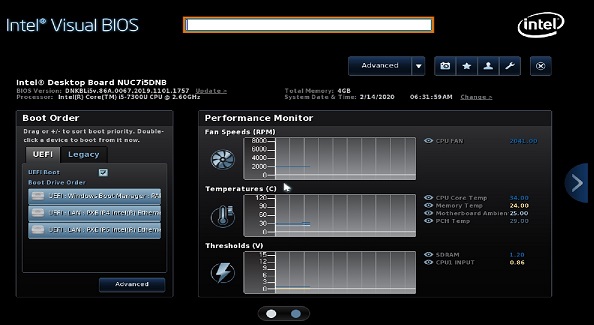 Intel® Visual BIOS
intel
Advanced
Intel® Desktop Board NUC7i5DNB
BIOS Version: DNKBLi5v.86A.0067.2019.1101.1757 Update >
Processor: Intel(R) Core(TM) i5-7300U CPU @ 2.60GHz
Total Memory: 4GB
System Date & Time: 2/14/2020 06:31:59AM Change >
Boot Order
Drag or +/- to sort boot priority. Double-
click a device to boot from it now.
UEFI Legacy
UEFI Boot
Boot Drive Order
UEFI: Windows Boot Manager
UEFI: LAN: PXE IP4 Intel(R) Etherne
UEFI: LAN: PXE IP6 Intel(R) Etherne
Advanced
Performance Monitor
Fan Speeds (RPM)
8000
6000
4000
2000
0
CPU FAN 2041.00
Temperatures (C)
120
90
60
30
0
CPU Core Temp 34.00
Memory Temp 24.00
Motherboard Ambien 25.00
PCH Temp 29.00
Thresholds (V)
15
12
9
6
3
0
SDRAM 1.20
CPU1 INPUT 0.86